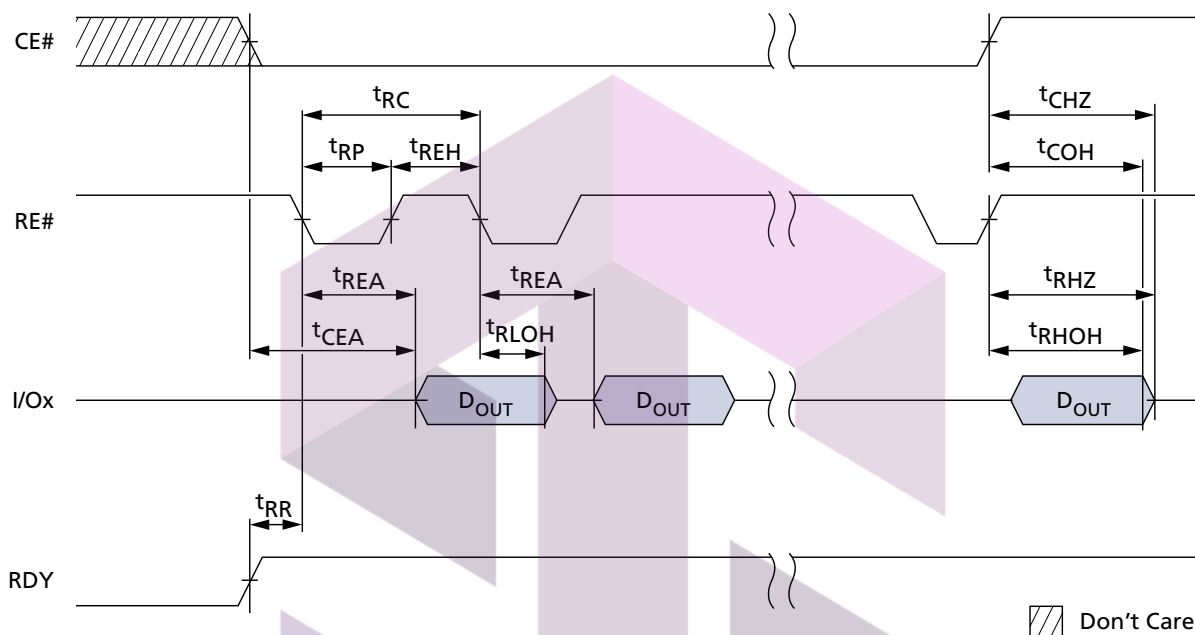 CE#
tRC
tCHZ
tRP
tREH
tCOH
RE#
tREA
tREA
tRHZ
tCEA
tRLOH
tRHOH
I/Ox
DOUT
DOUT
DOUT
tRR
RDY
Don't Care